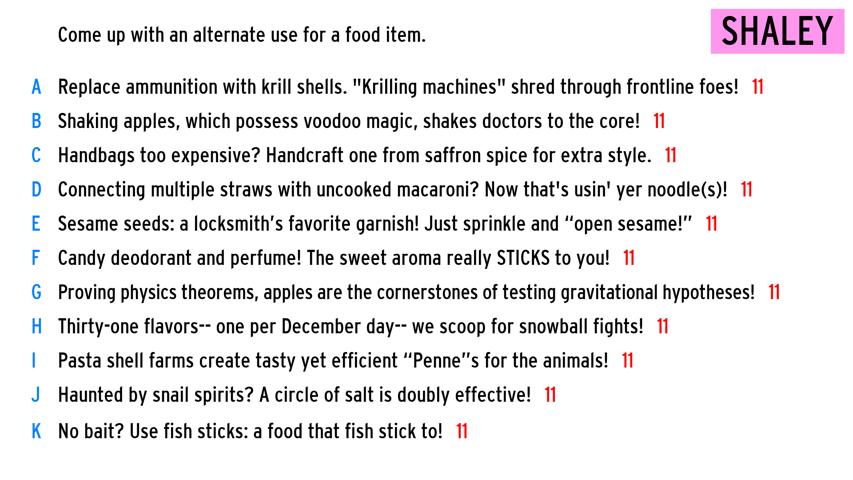 Come up with an alternate use for a food item.
SHALEY
A Replace ammunition with krill shells. "Krilling machines" shred through frontline foes! 11
B Shaking apples, which possess voodoo magic, shakes doctors to the core! 11
C Handbags too expensive? Handcraft one from saffron spice for extra style. 11
D Connecting multiple straws with uncooked macaroni? Now that's usin' yer noodle(s)! 11
E Sesame seeds: a locksmith’s favorite garnish! Just sprinkle and “open sesame!” 11
F Candy deodorant and perfume! The sweet aroma really STICKS to you! 11
G Proving physics theorems, apples are the cornerstones of testing gravitational hypotheses! 11
H Thirty-one flavors-- one per December day-- we scoop for snowball fights! 11
I Pasta shell farms create tasty yet efficient “Penne”s for the animals! 11
J Haunted by snail spirits? A circle of salt is doubly effective! 11
K No bait? Use fish sticks: a food that fish stick to! 11